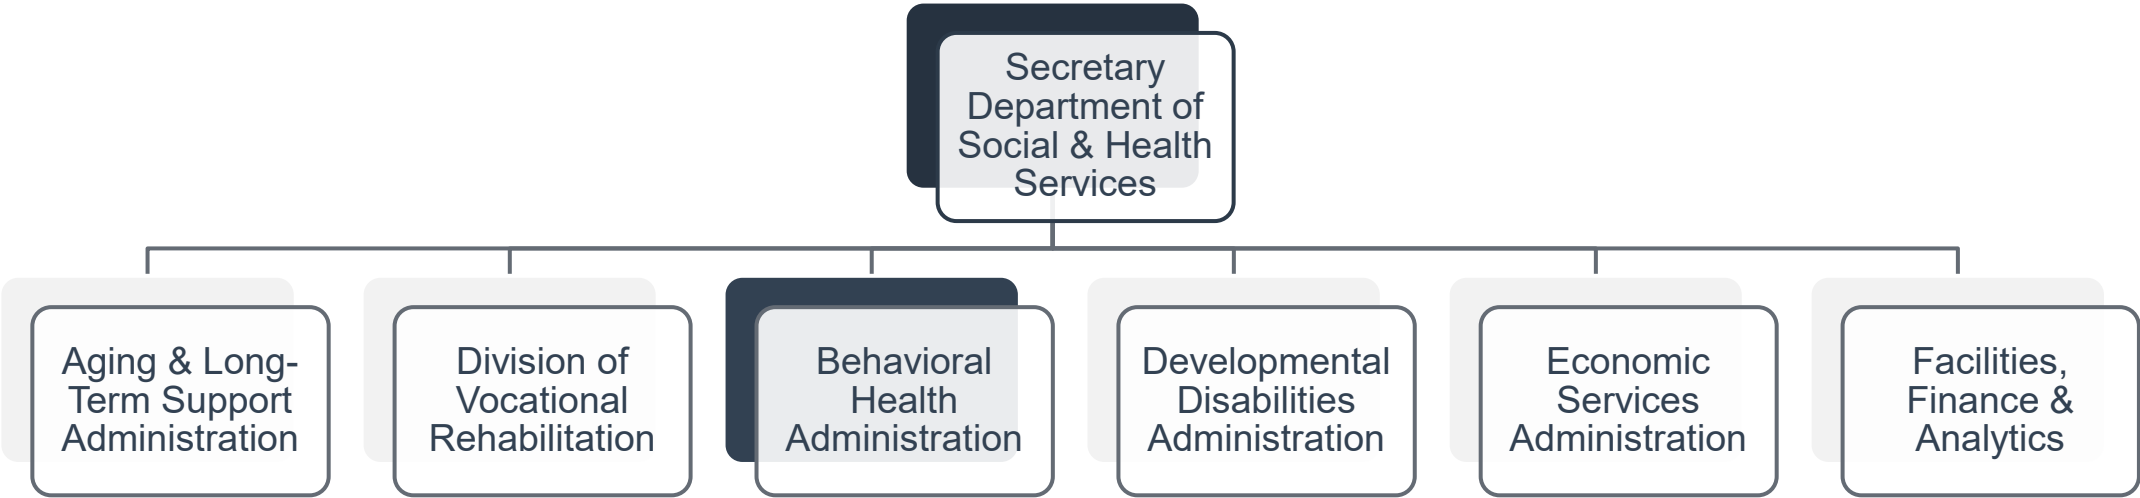 Secretary
Department of
Social & Health
Services
Aging & Long-
Term Support
Administration
Division of
Vocational
Rehabilitation
Behavioral
Health
Administration
Developmental
Disabilities
Administration
Economic
Services
Administration
Facilities,
Finance &
Analytics